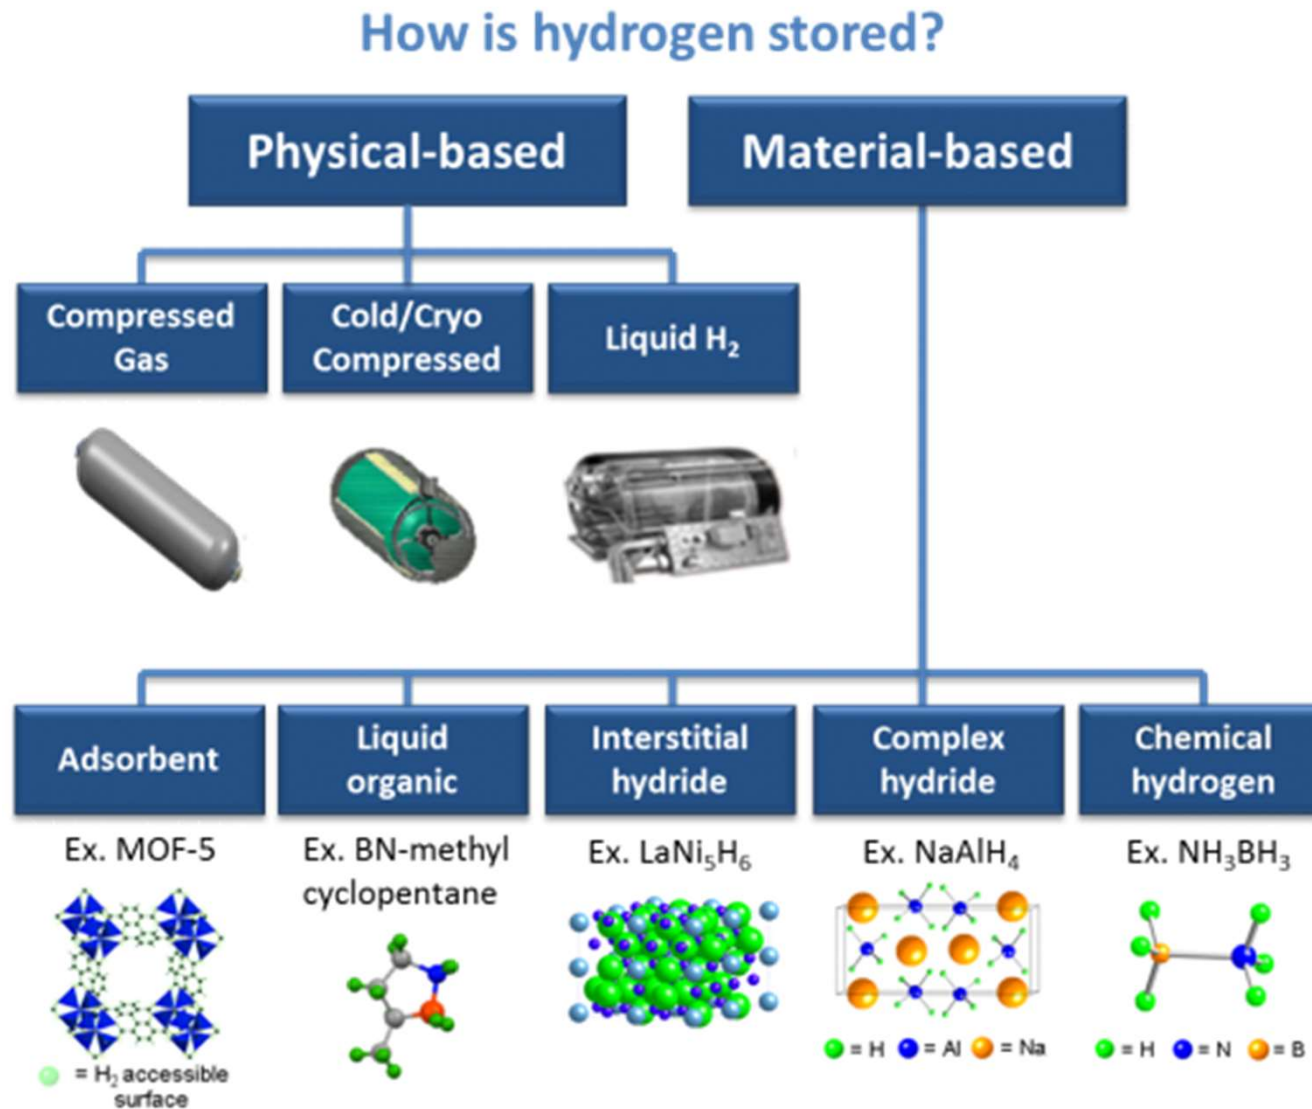 How is hydrogen stored?
Physical-based
Material-based
Compressed
Gas
Cold/Cryo
Compressed
Liquid H₂
Adsorbent
Liquid
organic
Interstitial
hydride
Complex
hydride
Chemical
hydrogen
Ex. MOF-5
Ex. BN-methyl
cyclopentane
Ex. LaNi₅H₆
Ex. NaAlH₄
Ex. NH₃BH₃
= H₂ accessible
surface
= H = Al = Na
= H = N = B